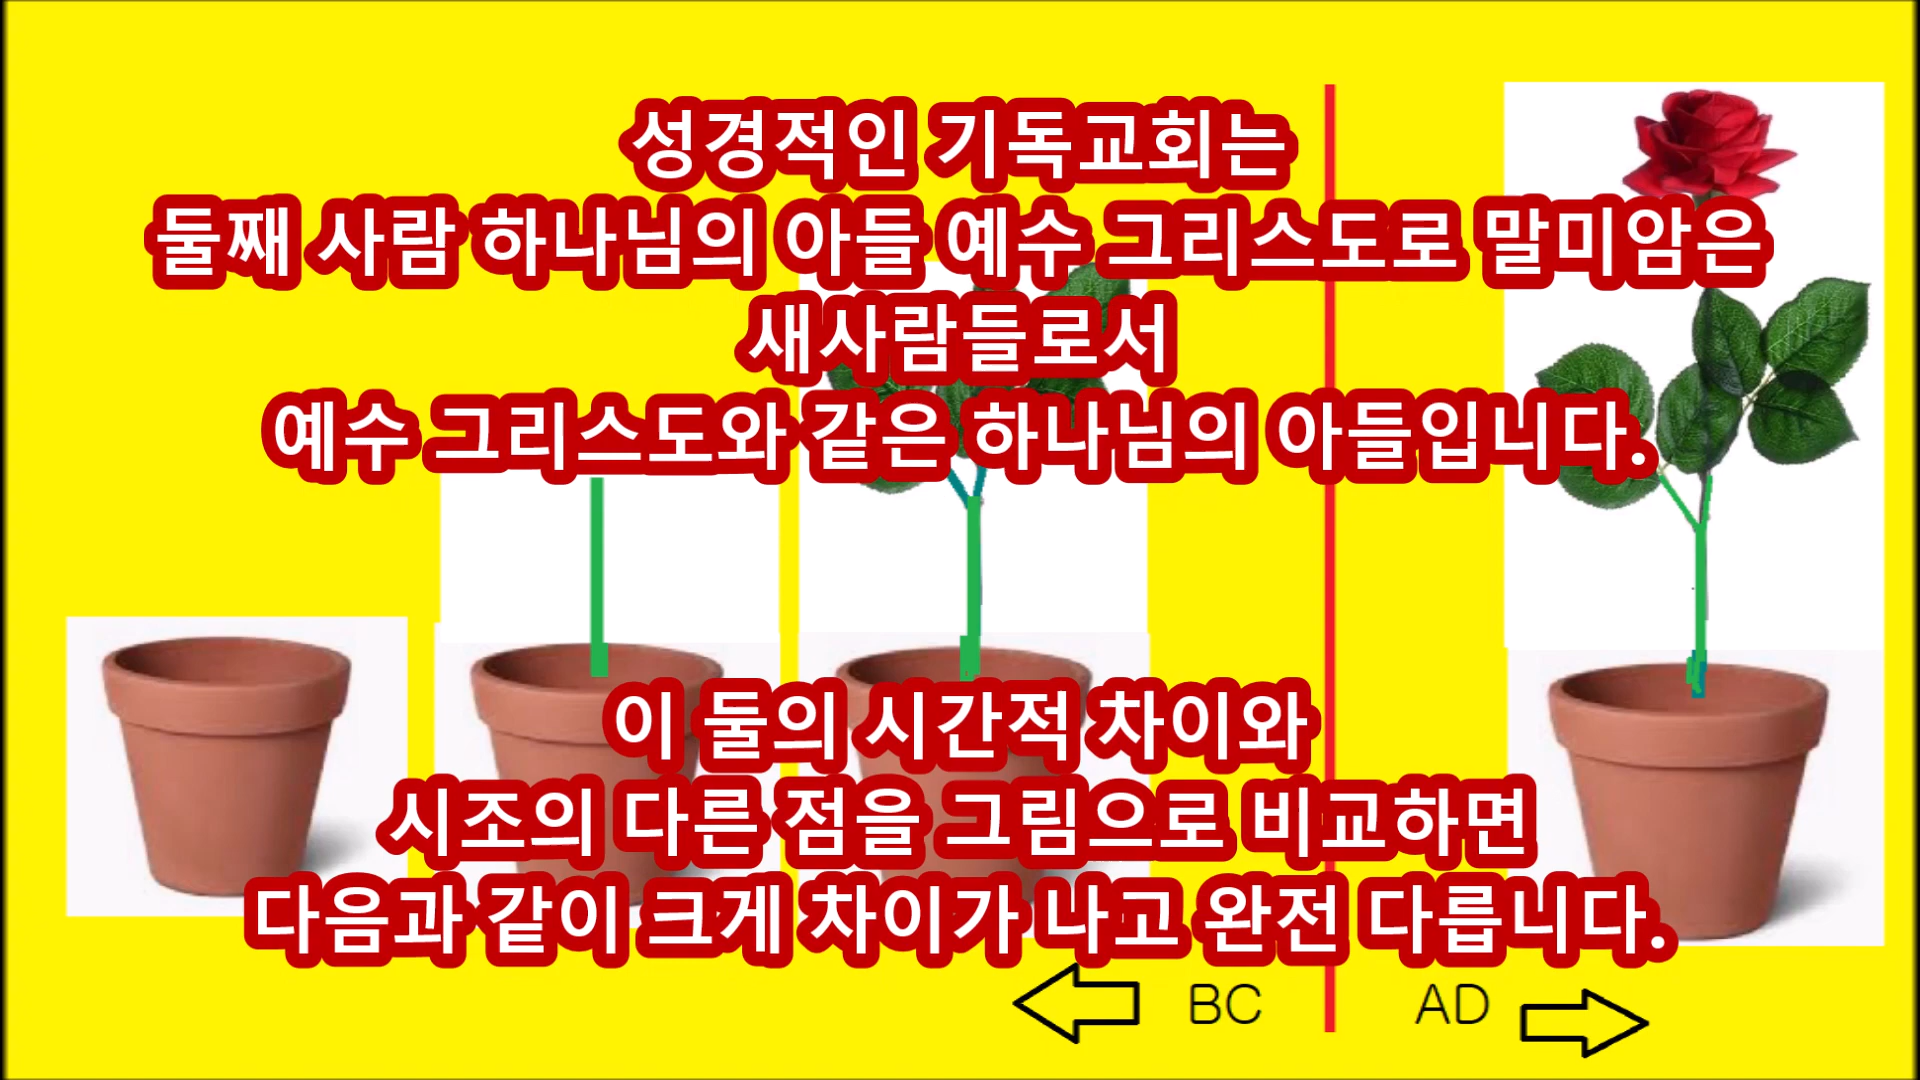 성경적인 기독교회는
둘째 사람 하나님의 아들 예수 그리스도로 말미암은
새사람들로서
예수 그리스도와 같은 하나님의 아들입니다.
이 둘의 시간적 차이와
시조의 다른 점을 그림으로 비교하면
다음과 같이 크게 차이가 나고 완전 다릅니다.
BC AD